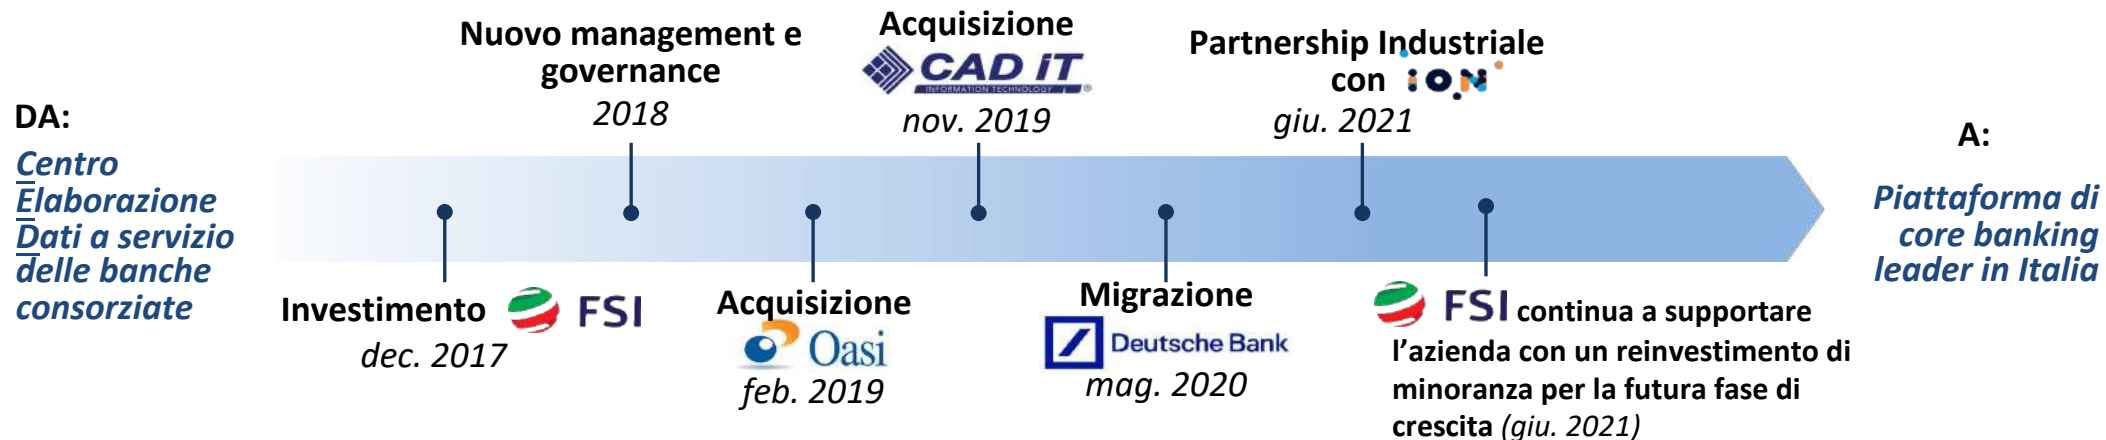 DA:
Centro
Elaborazione
Dati a servizio
delle banche
consorziate
Investimento FSI
dec. 2017
Nuovo management e
governance
2018
Acquisizione
Oasi
feb. 2019
Acquisizione
CAD iT
INFORMATION TECHNOLOGY ®
nov. 2019
Migrazione
Deutsche Bank
mag. 2020
Partnership Industriale
con iON
giu. 2021
FSI continua a supportare
l’azienda con un reinvestimento di
minoranza per la futura fase di
crescita (giu. 2021)
A:
Piattaforma di
core banking
leader in Italia